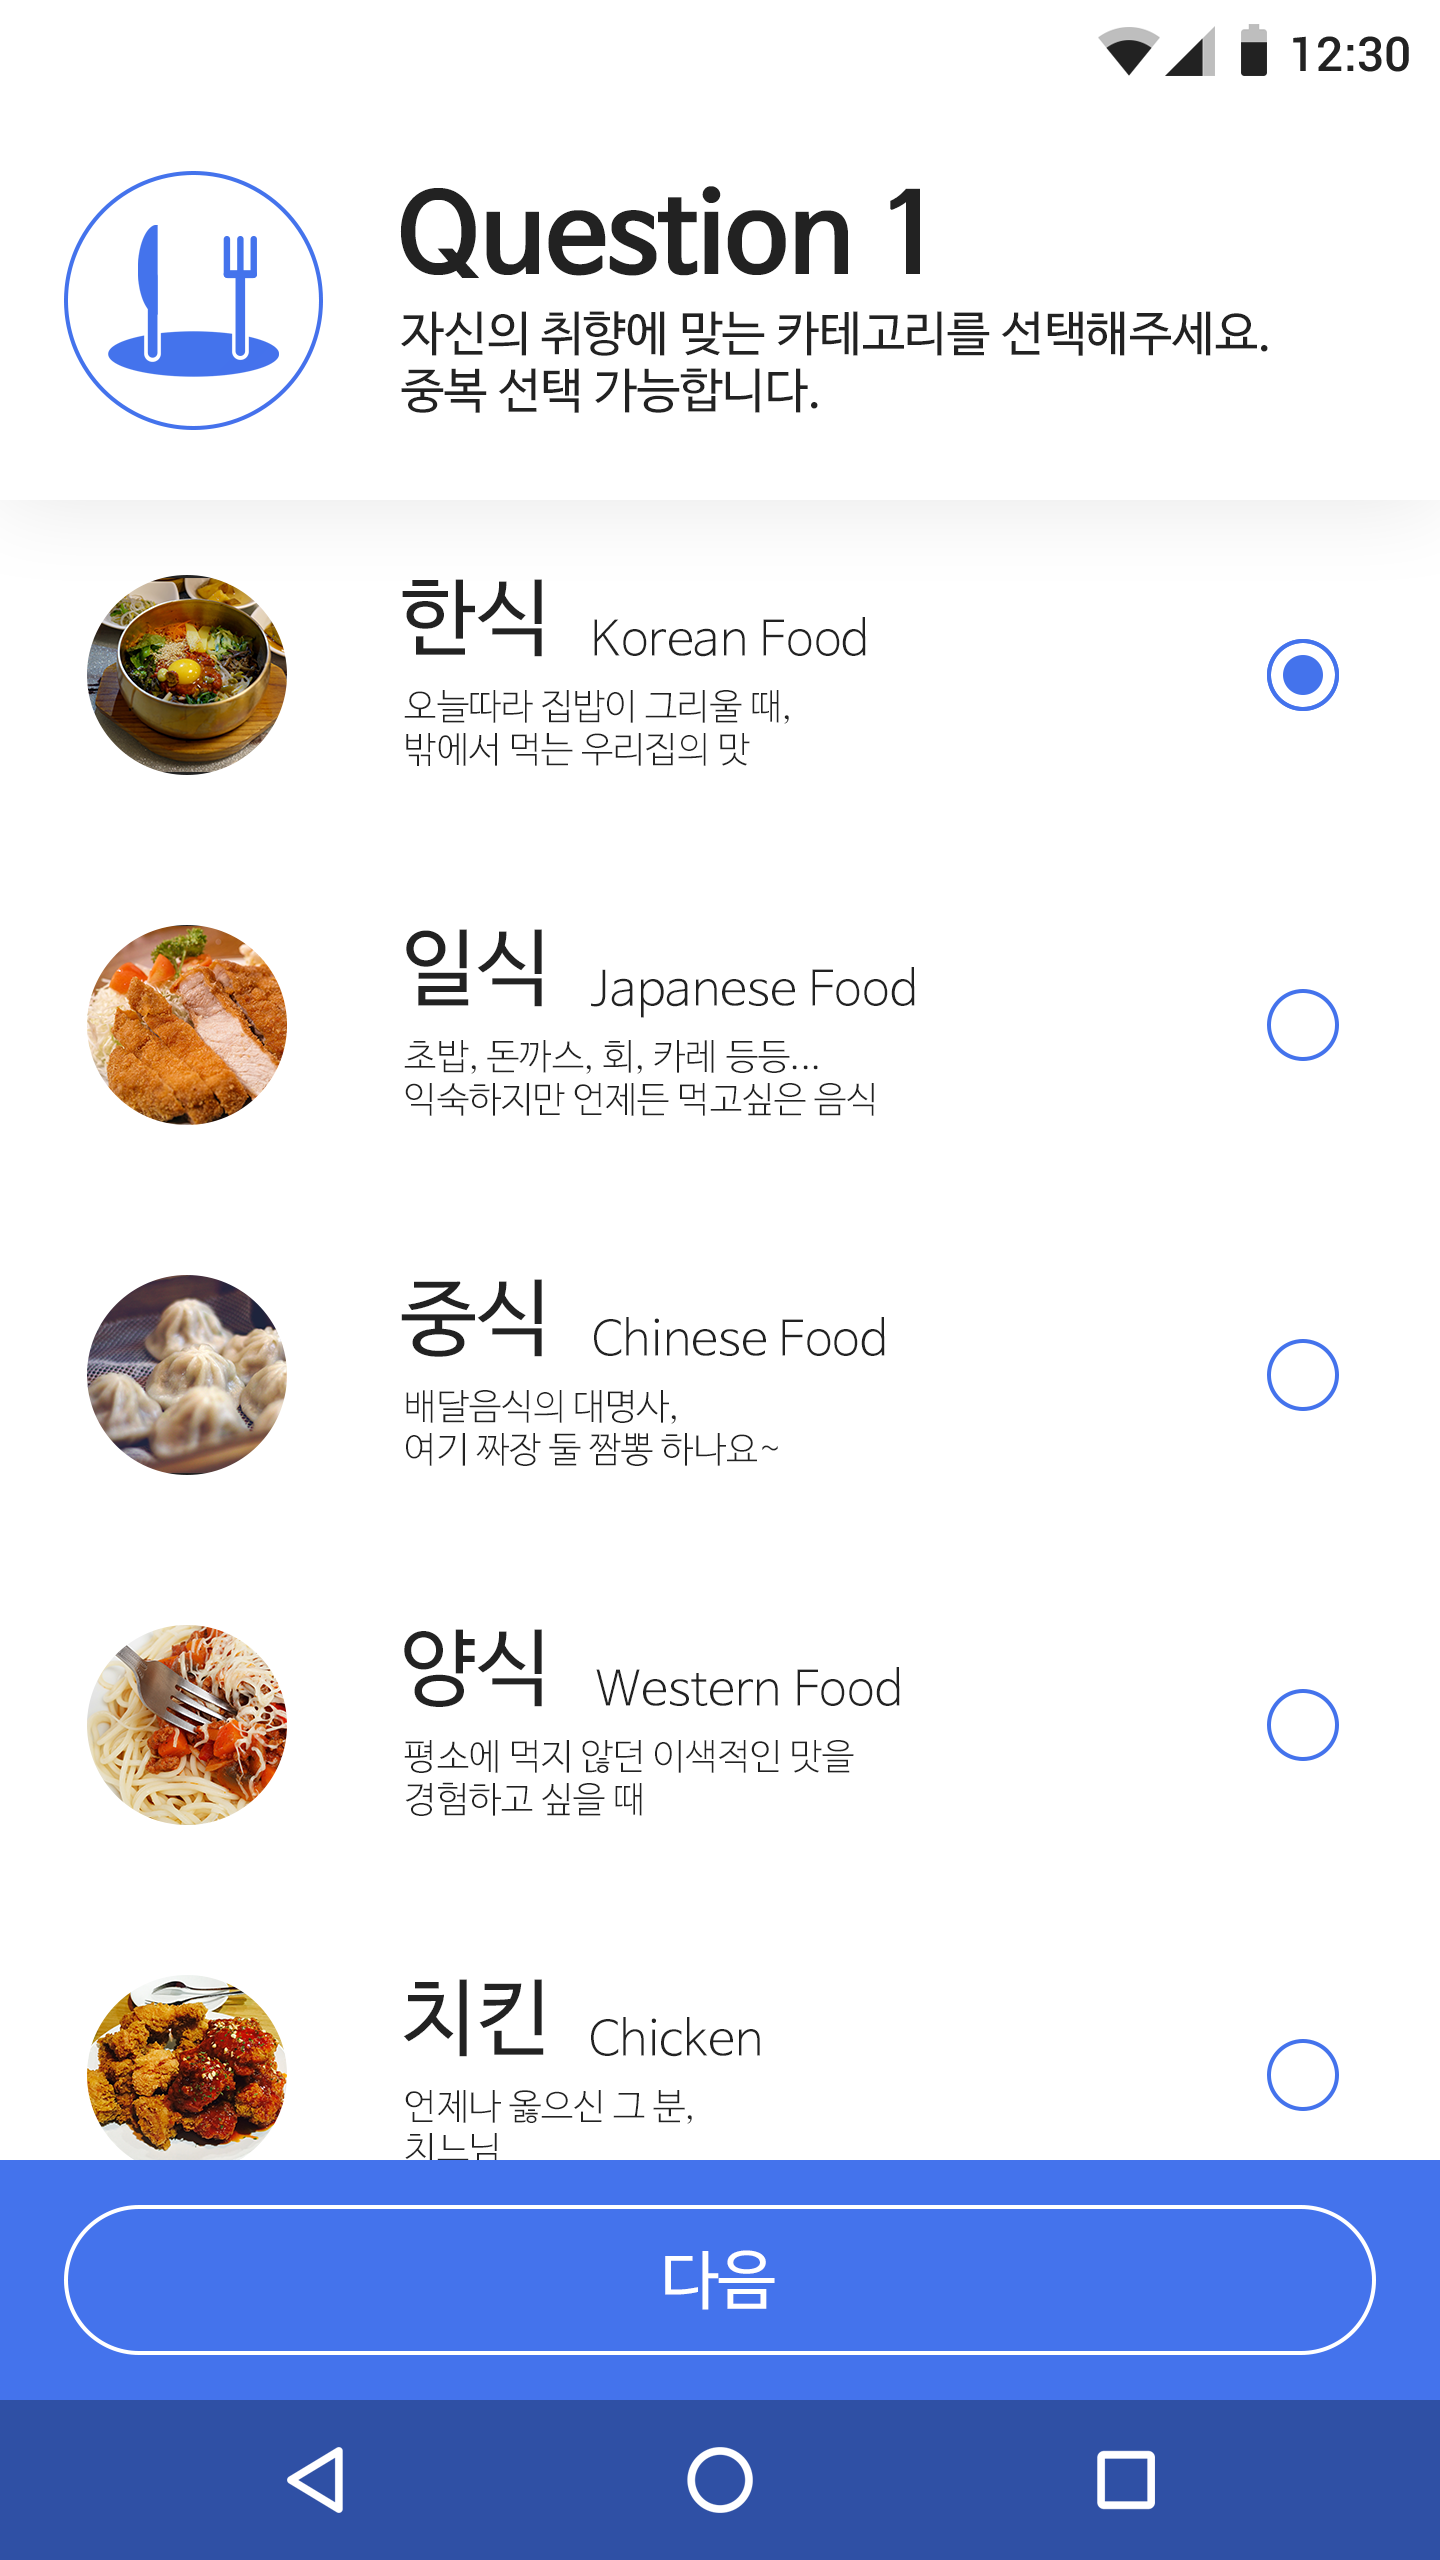 12:30
Question 1
자신의 취향에 맞는 카테고리를 선택해주세요.
중복 선택 가능합니다.
한식 Korean Food
오늘따라 집밥이 그리울 때,
밖에서 먹는 우리집의 맛
일식 Japanese Food
초밥, 돈까스, 회, 카레 등등...
익숙하지만 언제든 먹고싶은 음식
중식 Chinese Food
배달음식의 대명사,
여기 짜장 둘 짬뽕 하나요~
양식 Western Food
평소에 먹지 않던 이색적인 맛을
경험하고 싶을 때
치킨 Chicken
언제나 옳으신 그 분,
치느님
다음